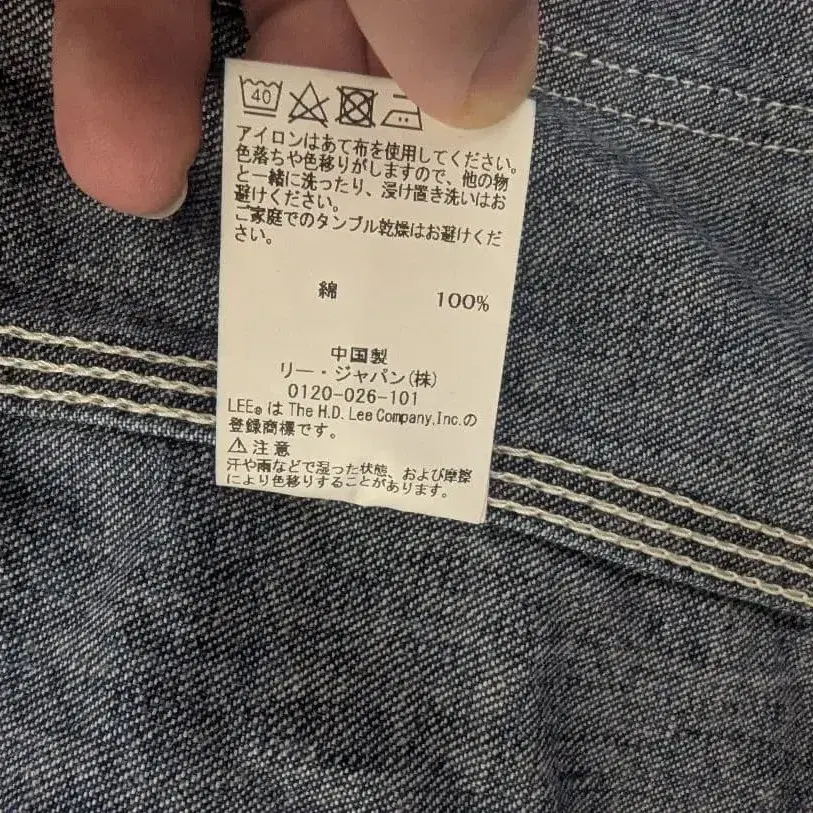 40
アイロンはあて布を使用してください。
色落ちや色移りがしますので、他の物
と一緒に洗ったり、浸け置き洗いはお
避けください。
ご家庭でのタンブル乾燥はお避けくだ
さい。
綿 100%
中国製
リー・ジャパン(株)
0120-026-101
LEE® は The H.D. Lee Company,Inc.の
登録商標です。
⚠ 注意
汗や雨などで湿った状態、および摩擦
により色移りすることがあります。